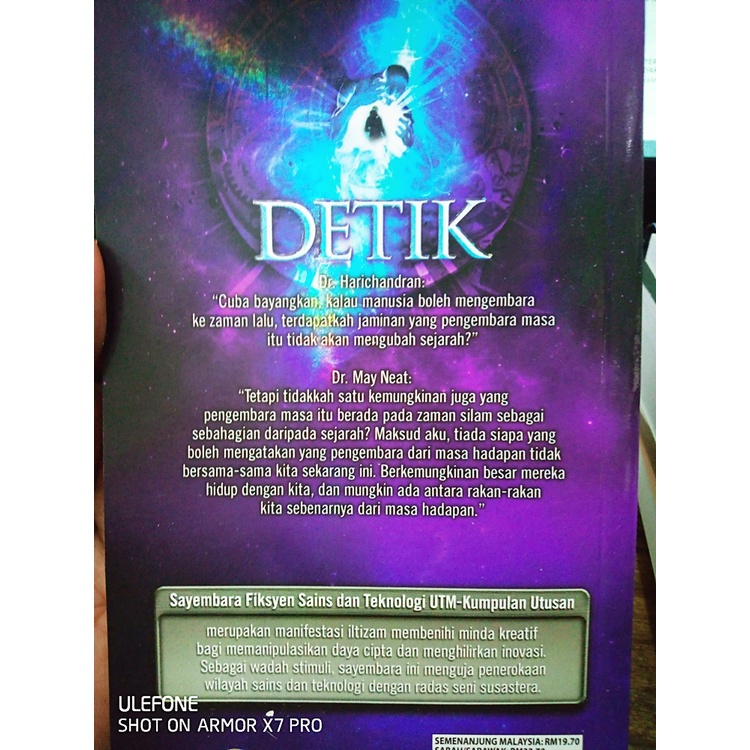 DETIK
Dr. Harichandran:
“Cuba bayangkan, kalau manusia boleh mengembara
ke zaman lalu, terdapatkah jaminan yang pengembara masa
itu tidak akan mengubah sejarah?”
Dr. May Neat:
“Tetapi tidakkah satu kemungkinan juga yang
pengembara masa itu berada pada zaman silam sebagai
sebahagian daripada sejarah? Maksud aku, tiada siapa yang
boleh mengatakan yang pengembara dari masa hadapan tidak
bersama-sama kita sekarang ini. Berkemungkinan besar mereka
hidup dengan kita, dan mungkin ada antara rakan-rakan
kita sebenarnya dari masa hadapan.”
Sayembara Fiksyen Sains dan Teknologi UTM-Kumpulan Utusan
merupakan manifestasi iltizam membenihi minda kreatif
bagi memanipulasikan daya cipta dan menghilirkan inovasi.
Sebagai wadah stimuli, sayembara ini menguja penerokaan
wilayah sains dan teknologi dengan radas seni susastera.
ULEFONE
SHOT ON ARMOR X7 PRO
SEMENANJUNG MALAYSIA: RM19.70